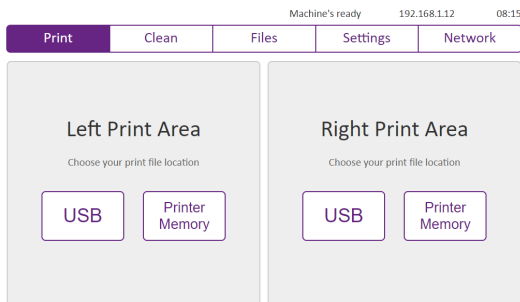 Machine's ready 192.168.1.12 08:15
Print Clean Files Settings Network
Left Print Area
Choose your print file location
USB
Printer
Memory
Right Print Area
Choose your print file location
USB
Printer
Memory